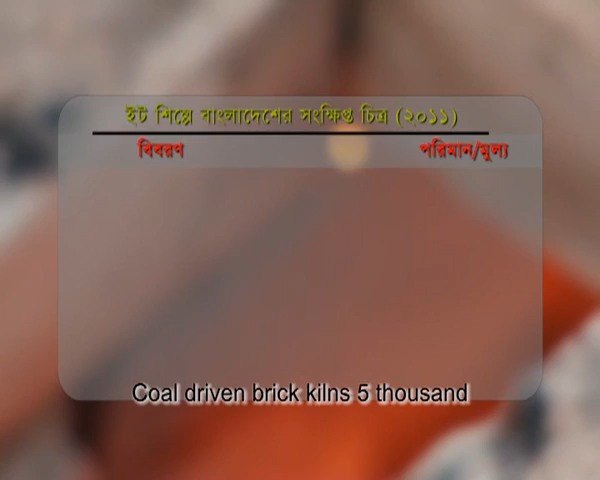 ইট শিল্পে বাংলাদেশের সংক্ষিপ্ত চিত্র (২০১১)
বিবরণ পরিমান/মুল্য
Coal driven brick kilns 5 thousand